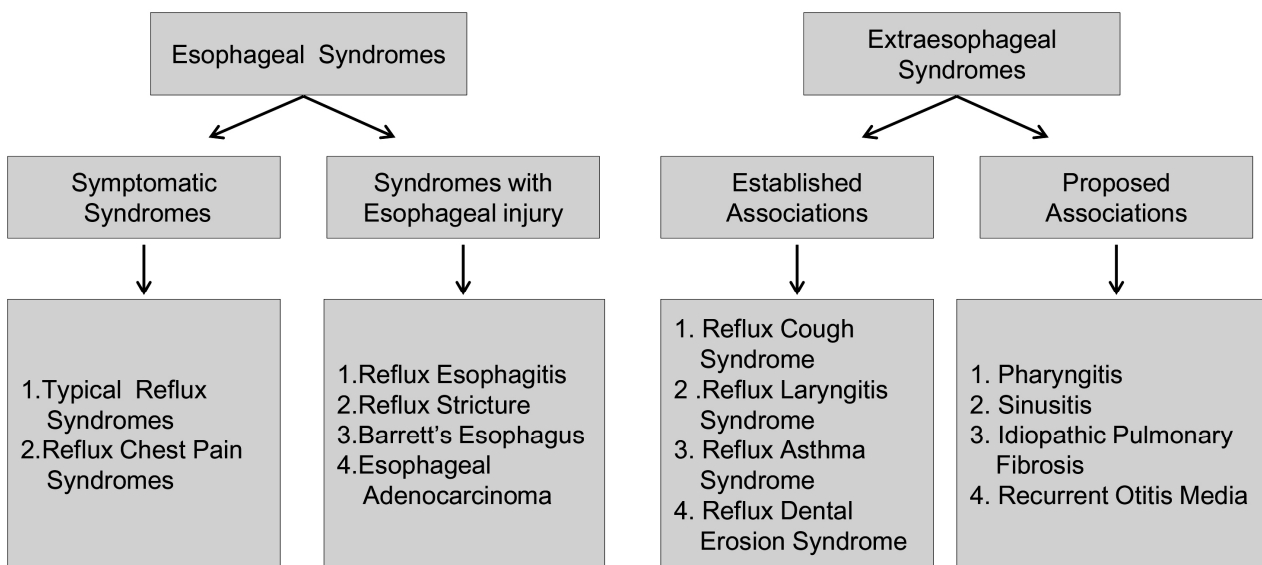 Esophageal Syndromes
Extraesophageal
Syndromes
Symptomatic
Syndromes
Syndromes with
Esophageal injury
Established
Associations
Proposed
Associations
1.Typical Reflux
Syndromes
2.Reflux Chest Pain
Syndromes
1.Reflux Esophagitis
2.Reflux Stricture
3.Barrett’s Esophagus
4.Esophageal
Adenocarcinoma
1. Reflux Cough
Syndrome
2 .Reflux Laryngitis
Syndrome
3. Reflux Asthma
Syndrome
4. Reflux Dental
Erosion Syndrome
1. Pharyngitis
2. Sinusitis
3. Idiopathic Pulmonary
Fibrosis
4. Recurrent Otitis Media